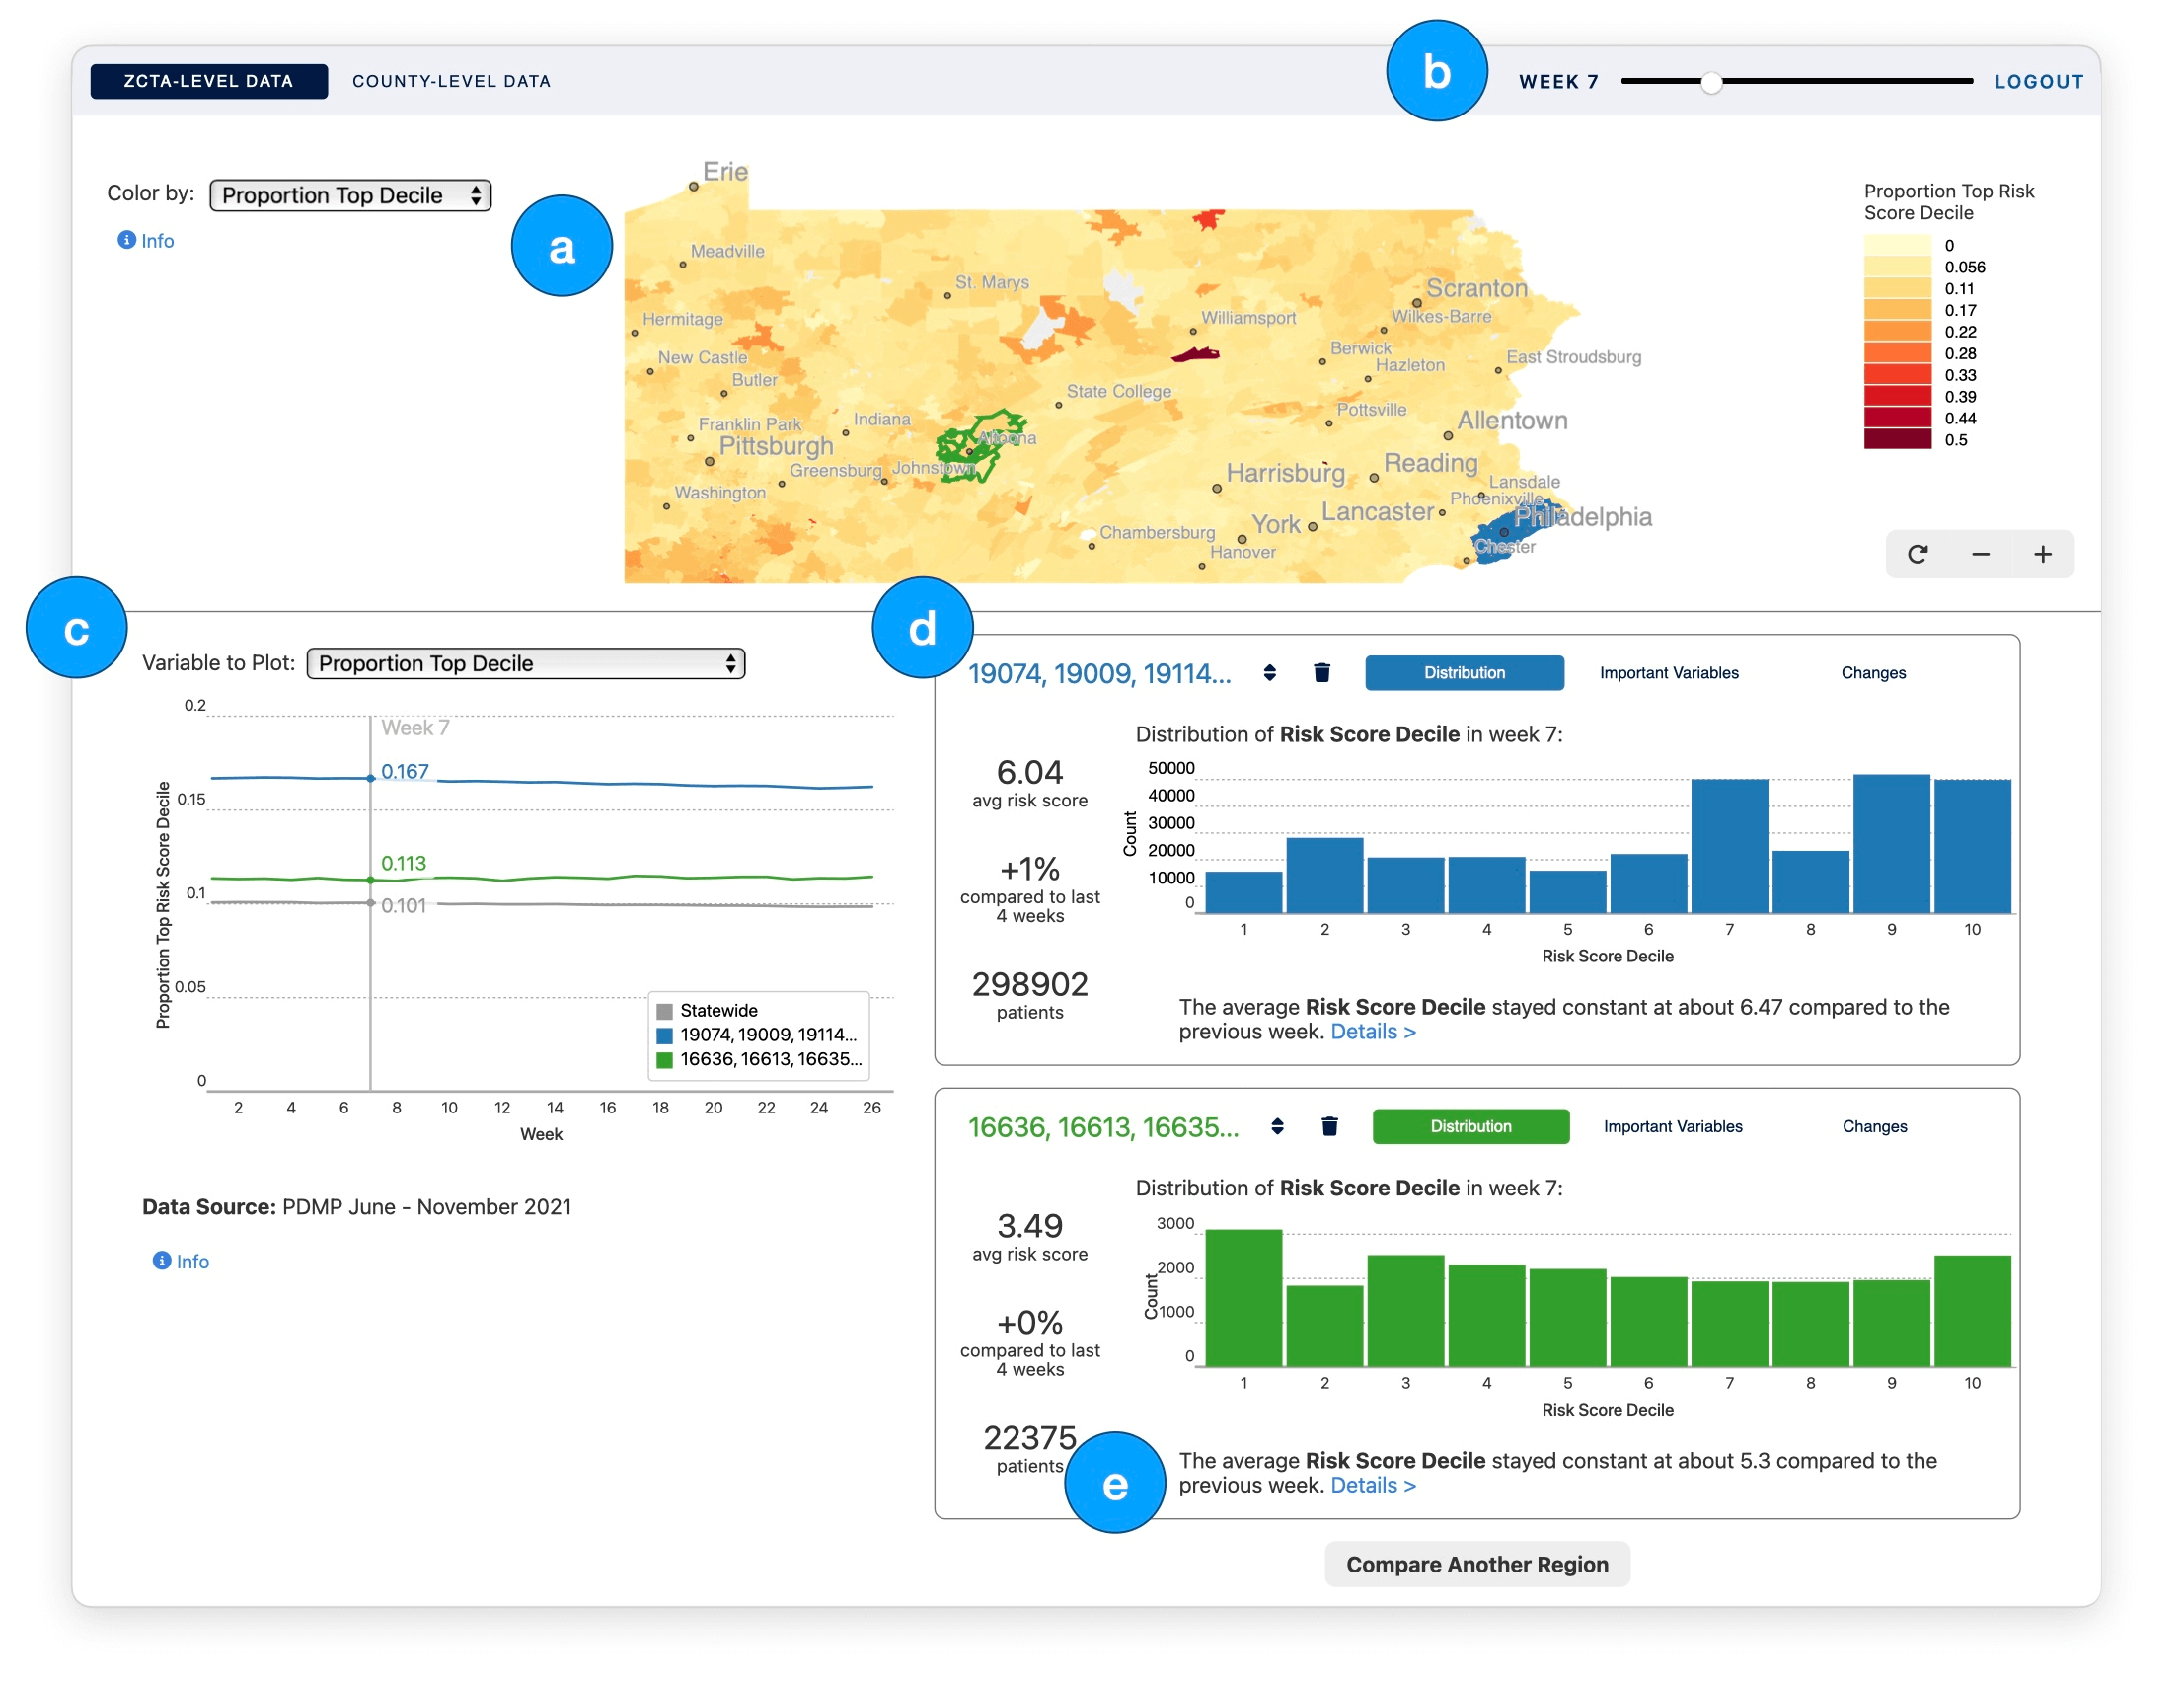 ZCTA-LEVEL DATA
COUNTY-LEVEL DATA
b
WEEK 7
LOGOUT
Color by:
Proportion Top Decile
Info
a
Erie
Meadville
St. Marys
Scranton
Hermitage
Williamsport
Wilkes-Barre
New Castle
Berwick
East Stroudsburg
Hazleton
Butler
State College
Franklin Park
Indiana
Pottsville
Allentown
Pittsburgh
Altoona
Greensburg
Johnstown
Harrisburg
Reading
Washington
Lansdale
Phoenixville
York
Lancaster
Philadelphia
Chambersburg
Hanover
Chester
Proportion Top Risk
Score Decile
0
0.056
0.11
0.17
0.22
0.28
0.33
0.39
0.44
0.5
c
Variable to Plot:
Proportion Top Decile
Proportion Top Risk Score Decile
0.2
0.15
0.1
0.05
0
Week 7
0.167
0.113
0.101
Statewide
19074, 19009, 19114...
16636, 16613, 16635...
2 4 6 8 10 12 14 16 18 20 22 24 26
Week
Data Source: PDMP June - November 2021
Info
d
19074, 19009, 19114...
Distribution
Important Variables
Changes
6.04
avg risk score
+1%
compared to last
4 weeks
298902
patients
Distribution of Risk Score Decile in week 7:
Count
50000
40000
30000
20000
10000
0
1 2 3 4 5 6 7 8 9 10
Risk Score Decile
The average Risk Score Decile stayed constant at about 6.47 compared to the
previous week. Details >
16636, 16613, 16635...
Distribution
Important Variables
Changes
3.49
avg risk score
+0%
compared to last
4 weeks
22375
patients
Distribution of Risk Score Decile in week 7:
Count
3000
2000
1000
0
1 2 3 4 5 6 7 8 9 10
Risk Score Decile
e
The average Risk Score Decile stayed constant at about 5.3 compared to the
previous week. Details >
Compare Another Region